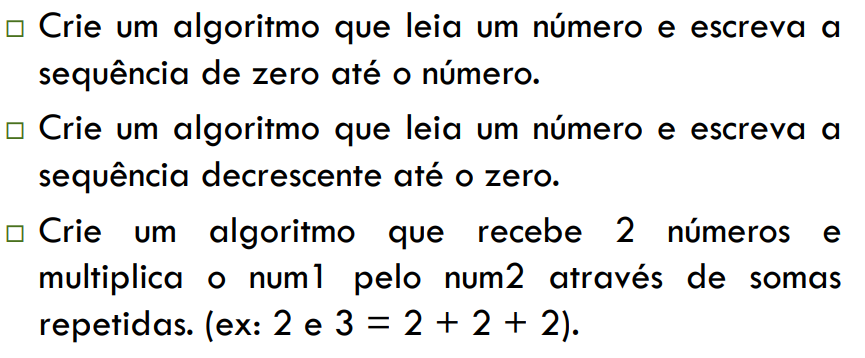 Crie um algoritmo que leia um número e escreva a
sequência de zero até o número.
Crie um algoritmo que leia um número e escreva a
sequência decrescente até o zero.
Crie um algoritmo que recebe 2 números e
multiplica o num1 pelo num2 através de somas
repetidas. (ex: 2 e 3 = 2 + 2 + 2).